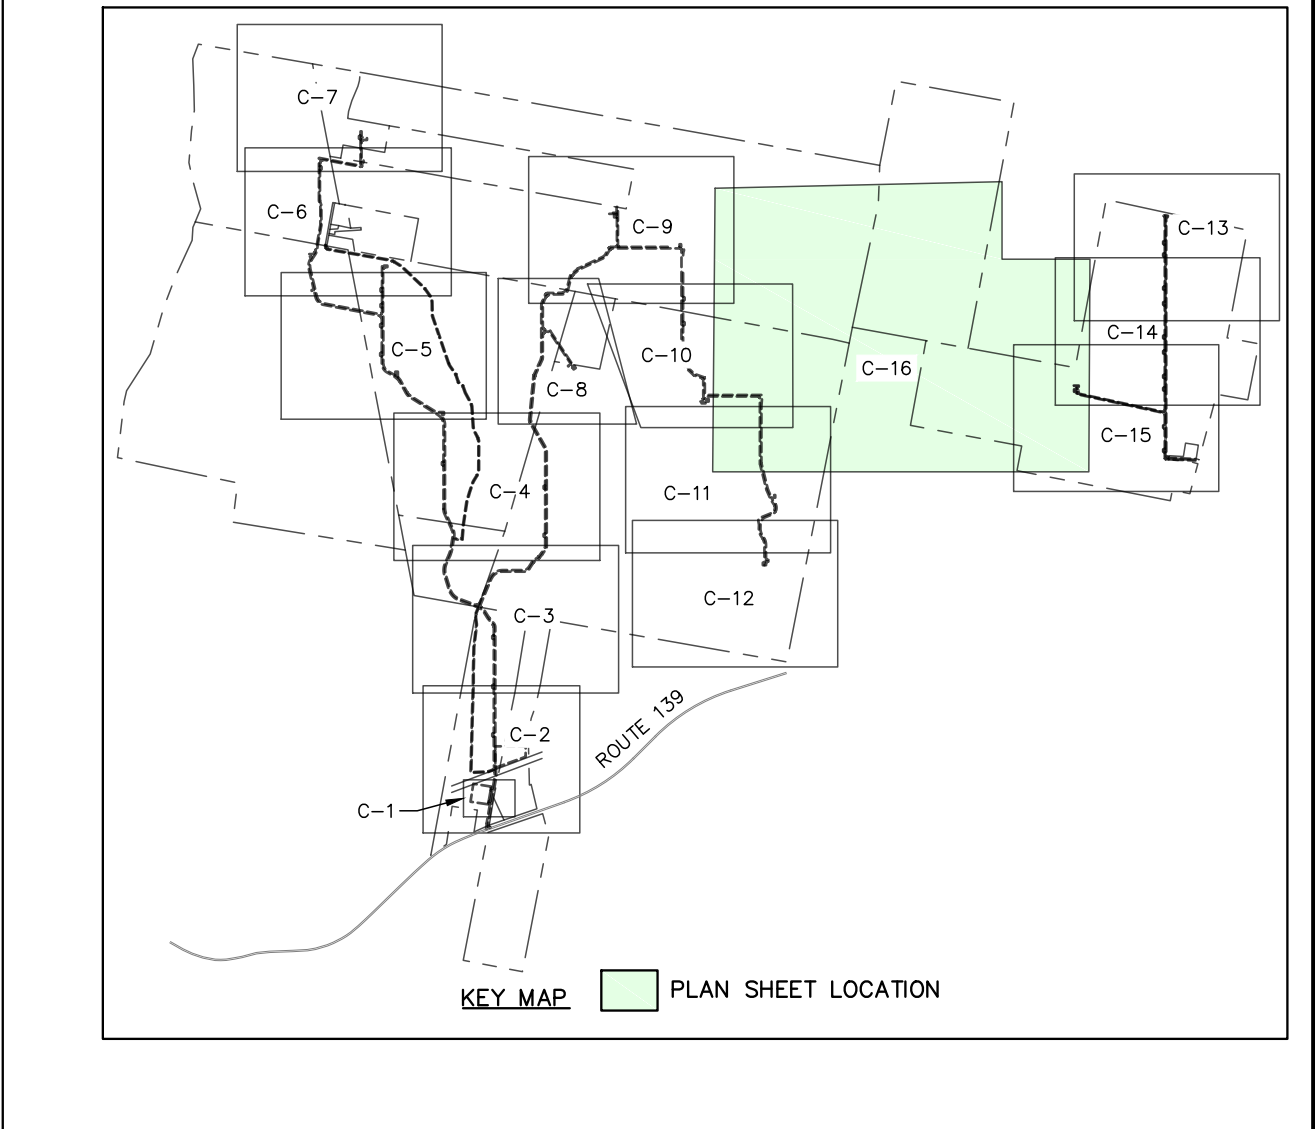 C-7
C-6
C-9
C-13
C-14
C-5
C-10
C-16
C-8
C-15
C-4
C-11
C-12
C-3
ROUTE 139
C-2
C-1
KEY MAP
PLAN SHEET LOCATION